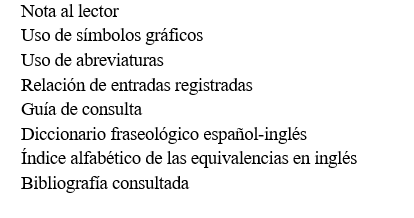 Nota al lector
Uso de símbolos gráficos
Uso de abreviaturas
Relación de entradas registradas
Guía de consulta
Diccionario fraseológico español-inglés
Índice alfabético de las equivalencias en inglés
Bibliografía consultada